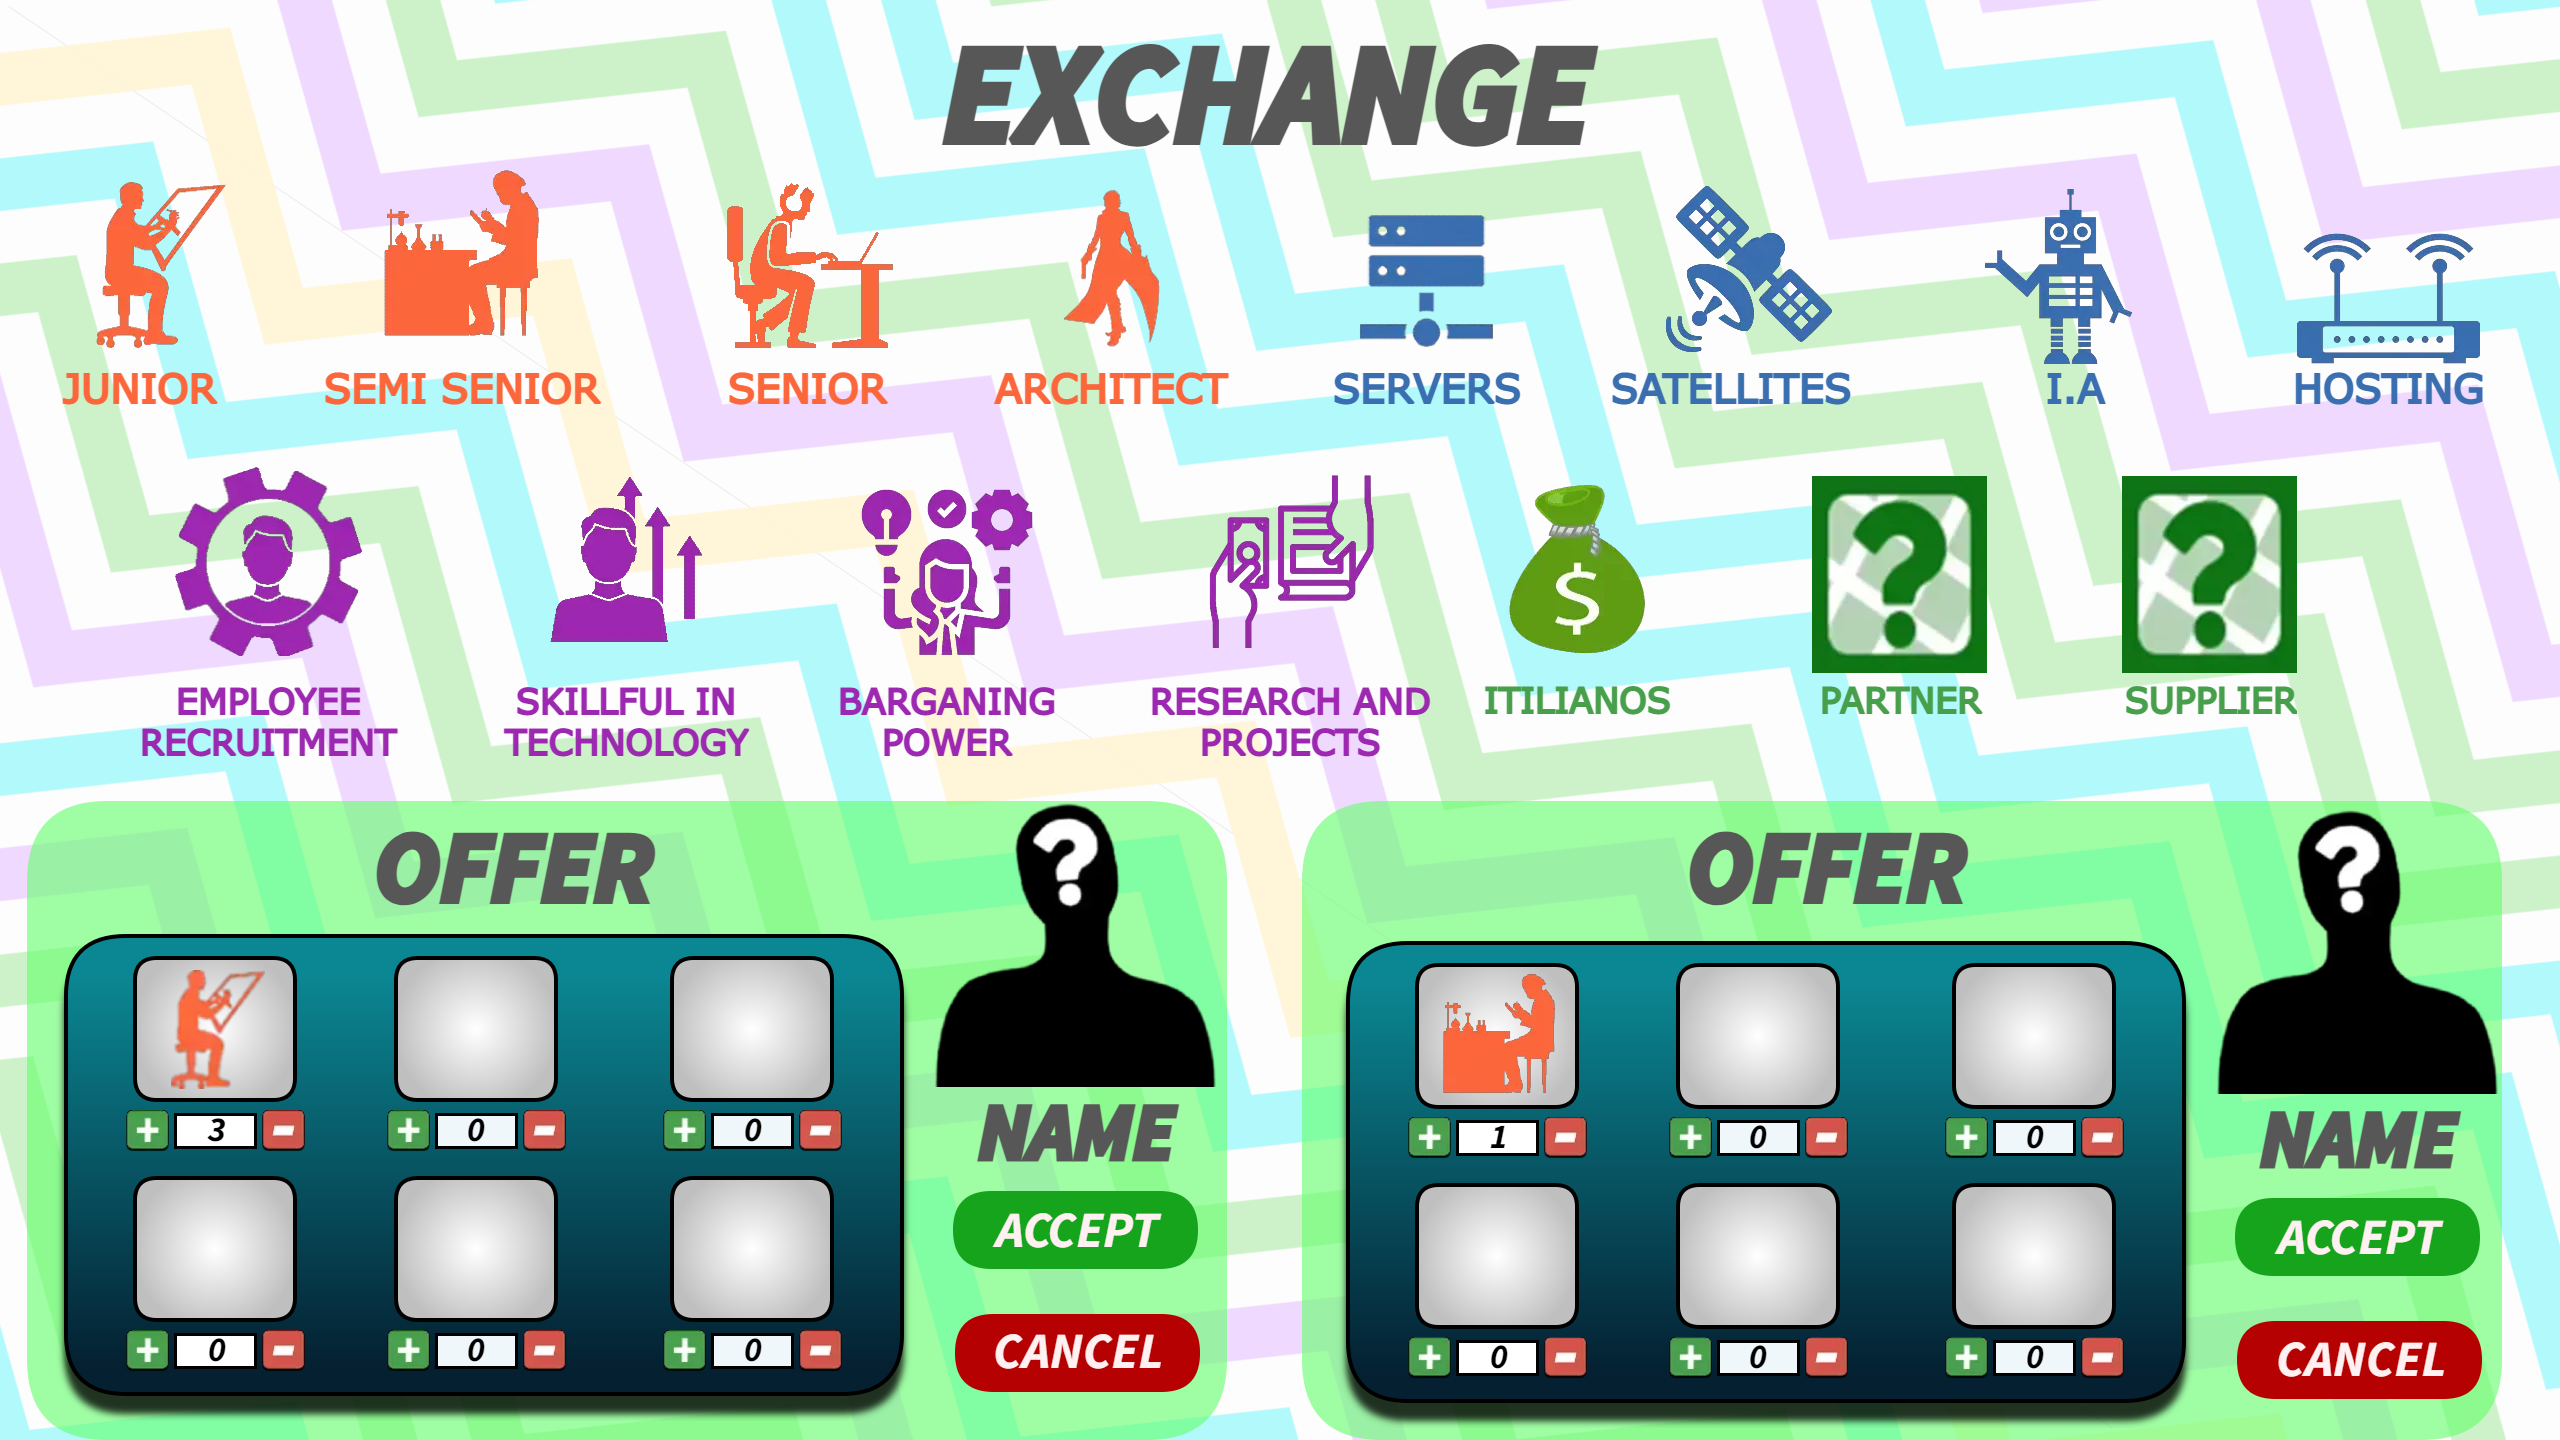 EXCHANGE
JUNIOR
SEMI SENIOR
SENIOR
ARCHITECT
SERVERS
SATELLITES
I.A
HOSTING
EMPLOYEE
RECRUITMENT
SKILLFUL IN
TECHNOLOGY
BARGANING
POWER
RESEARCH AND
PROJECTS
$
ITILIANOS
?
PARTNER
?
SUPPLIER
OFFER
?
+ 3 -
+ 0 -
+ 0 -
+ 0 -
+ 0 -
+ 0 -
NAME
ACCEPT
CANCEL
OFFER
?
+ 1 -
+ 0 -
+ 0 -
+ 0 -
+ 0 -
+ 0 -
NAME
ACCEPT
CANCEL